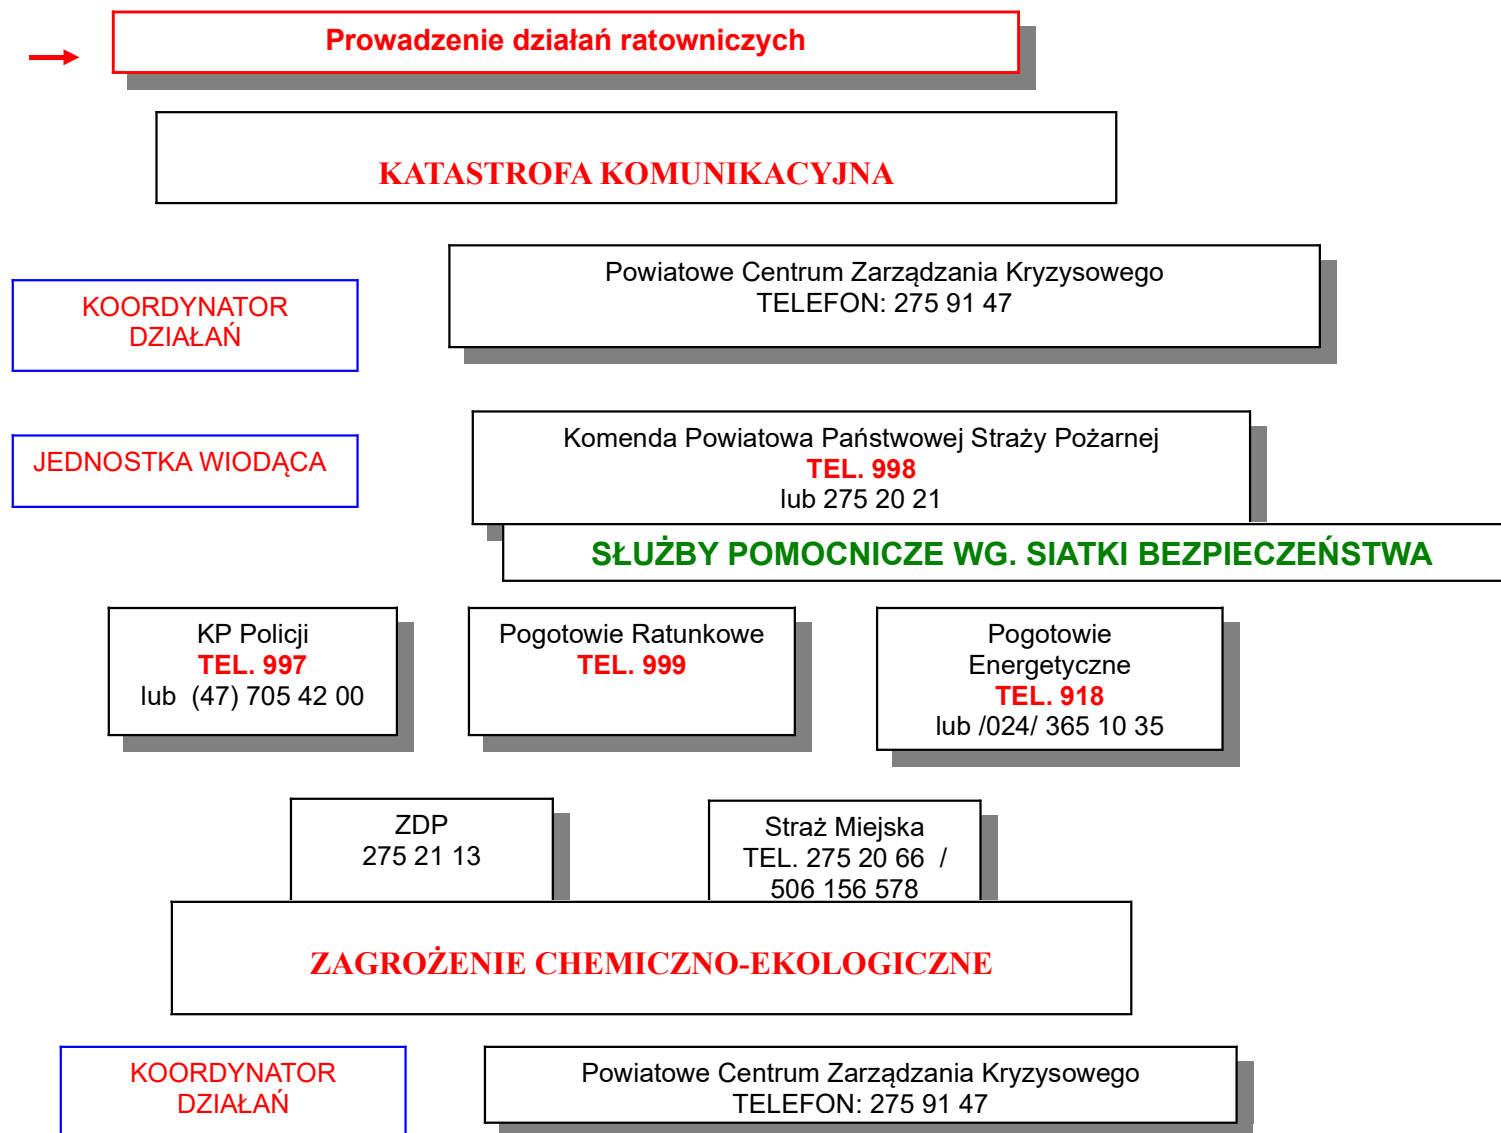 Prowadzenie działań ratowniczych
KATASTROFA KOMUNIKACYJNA
KOORDYNATOR
DZIAŁAŃ
Powiatowe Centrum Zarządzania Kryzysowego
TELEFON: 275 91 47
JEDNOSTKA WIODĄCA
Komenda Powiatowa Państwowej Straży Pożarnej
TEL. 998
lub 275 20 21
SŁUŻBY POMOCNICZE WG. SIATKI BEZPIECZEŃSTWA
KP Policji
TEL. 997
lub (47) 705 42 00
Pogotowie Ratunkowe
TEL. 999
Pogotowie
Energetyczne
TEL. 918
lub /024/ 365 10 35
ZDP
275 21 13
Straż Miejska
TEL. 275 20 66 /
506 156 578
ZAGROŻENIE CHEMICZNO-EKOLOGICZNE
KOORDYNATOR
DZIAŁAŃ
Powiatowe Centrum Zarządzania Kryzysowego
TELEFON: 275 91 47